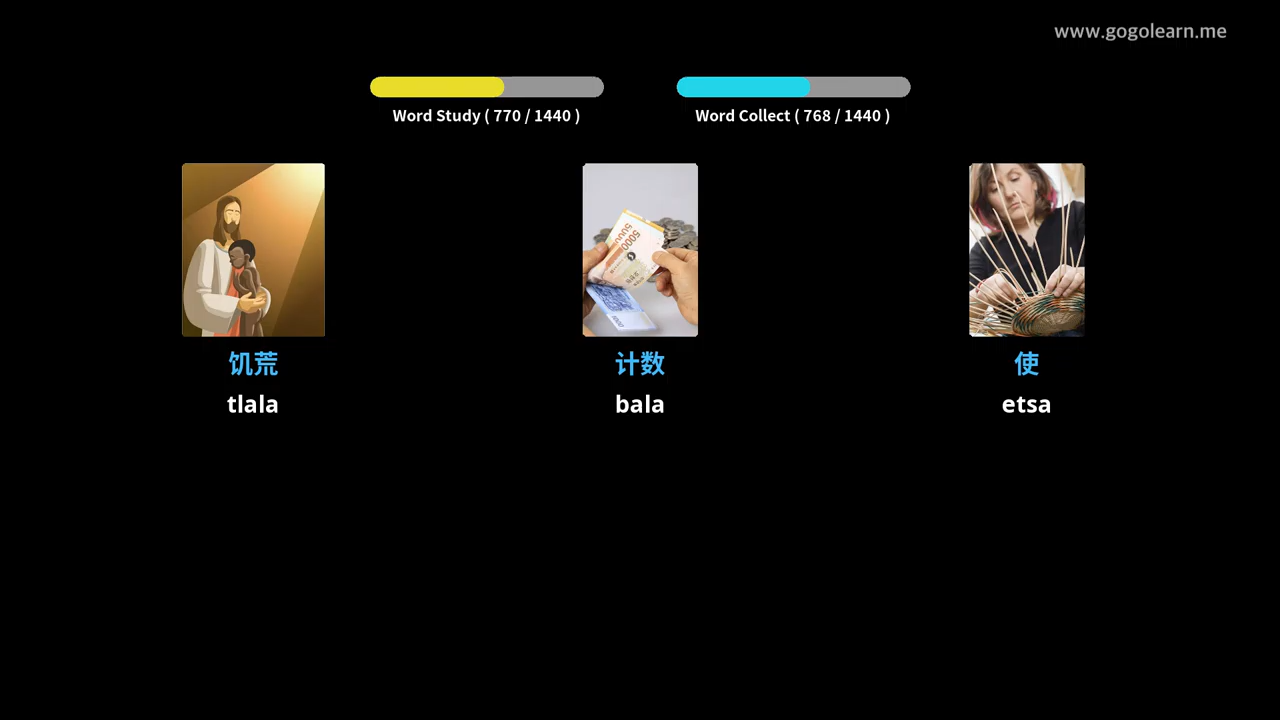 www.gogolearn.me
Word Study ( 770 / 1440 )
Word Collect ( 768 / 1440 )
饥荒
计数
使
tlala
bala
etsa